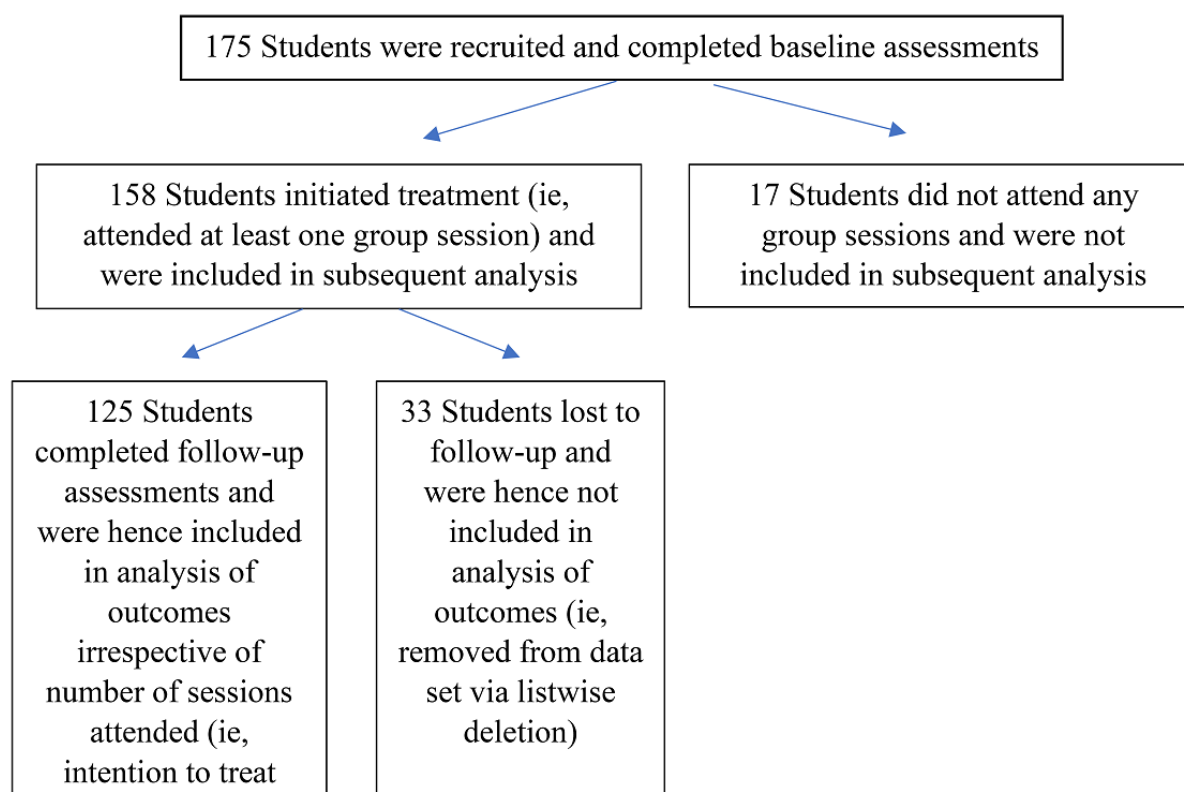 175 Students were recruited and completed baseline assessments
158 Students initiated treatment (ie,
attended at least one group session) and
were included in subsequent analysis
17 Students did not attend any
group sessions and were not
included in subsequent analysis
125 Students
completed follow-up
assessments and
were hence included
in analysis of
outcomes
irrespective of
number of sessions
attended (ie,
intention to treat
33 Students lost to
follow-up and
were hence not
included in
analysis of
outcomes (ie,
removed from data
set via listwise
deletion)